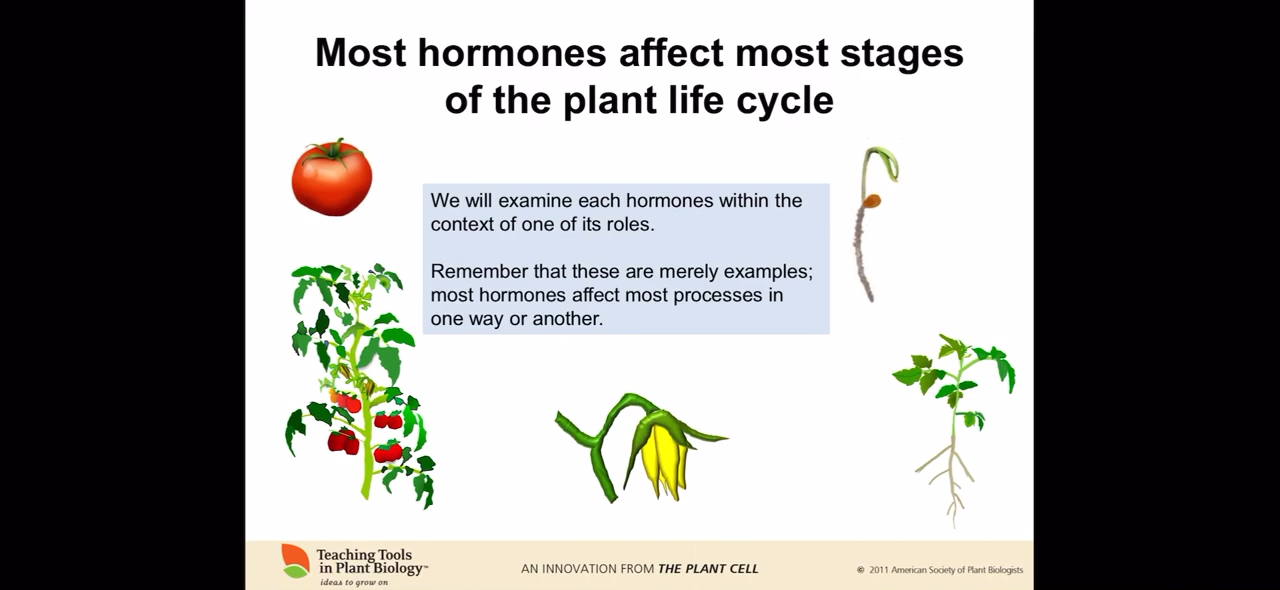 Most hormones affect most stages
of the plant life cycle
We will examine each hormones within the
context of one of its roles.
Remember that these are merely examples;
most hormones affect most processes in
one way or another.
Teaching Tools
in Plant Biology™
ideas to grow on
AN INNOVATION FROM THE PLANT CELL
© 2011 American Society of Plant Biologists